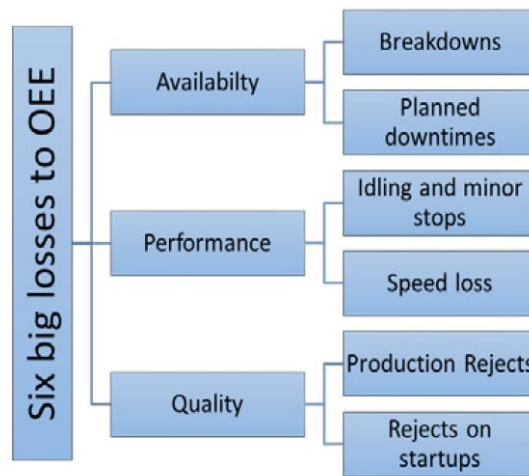 Six big losses to OEE
Availabilty
Breakdowns
Planned
downtimes
Performance
Idling and minor
stops
Speed loss
Quality
Production Rejects
Rejects on
startups